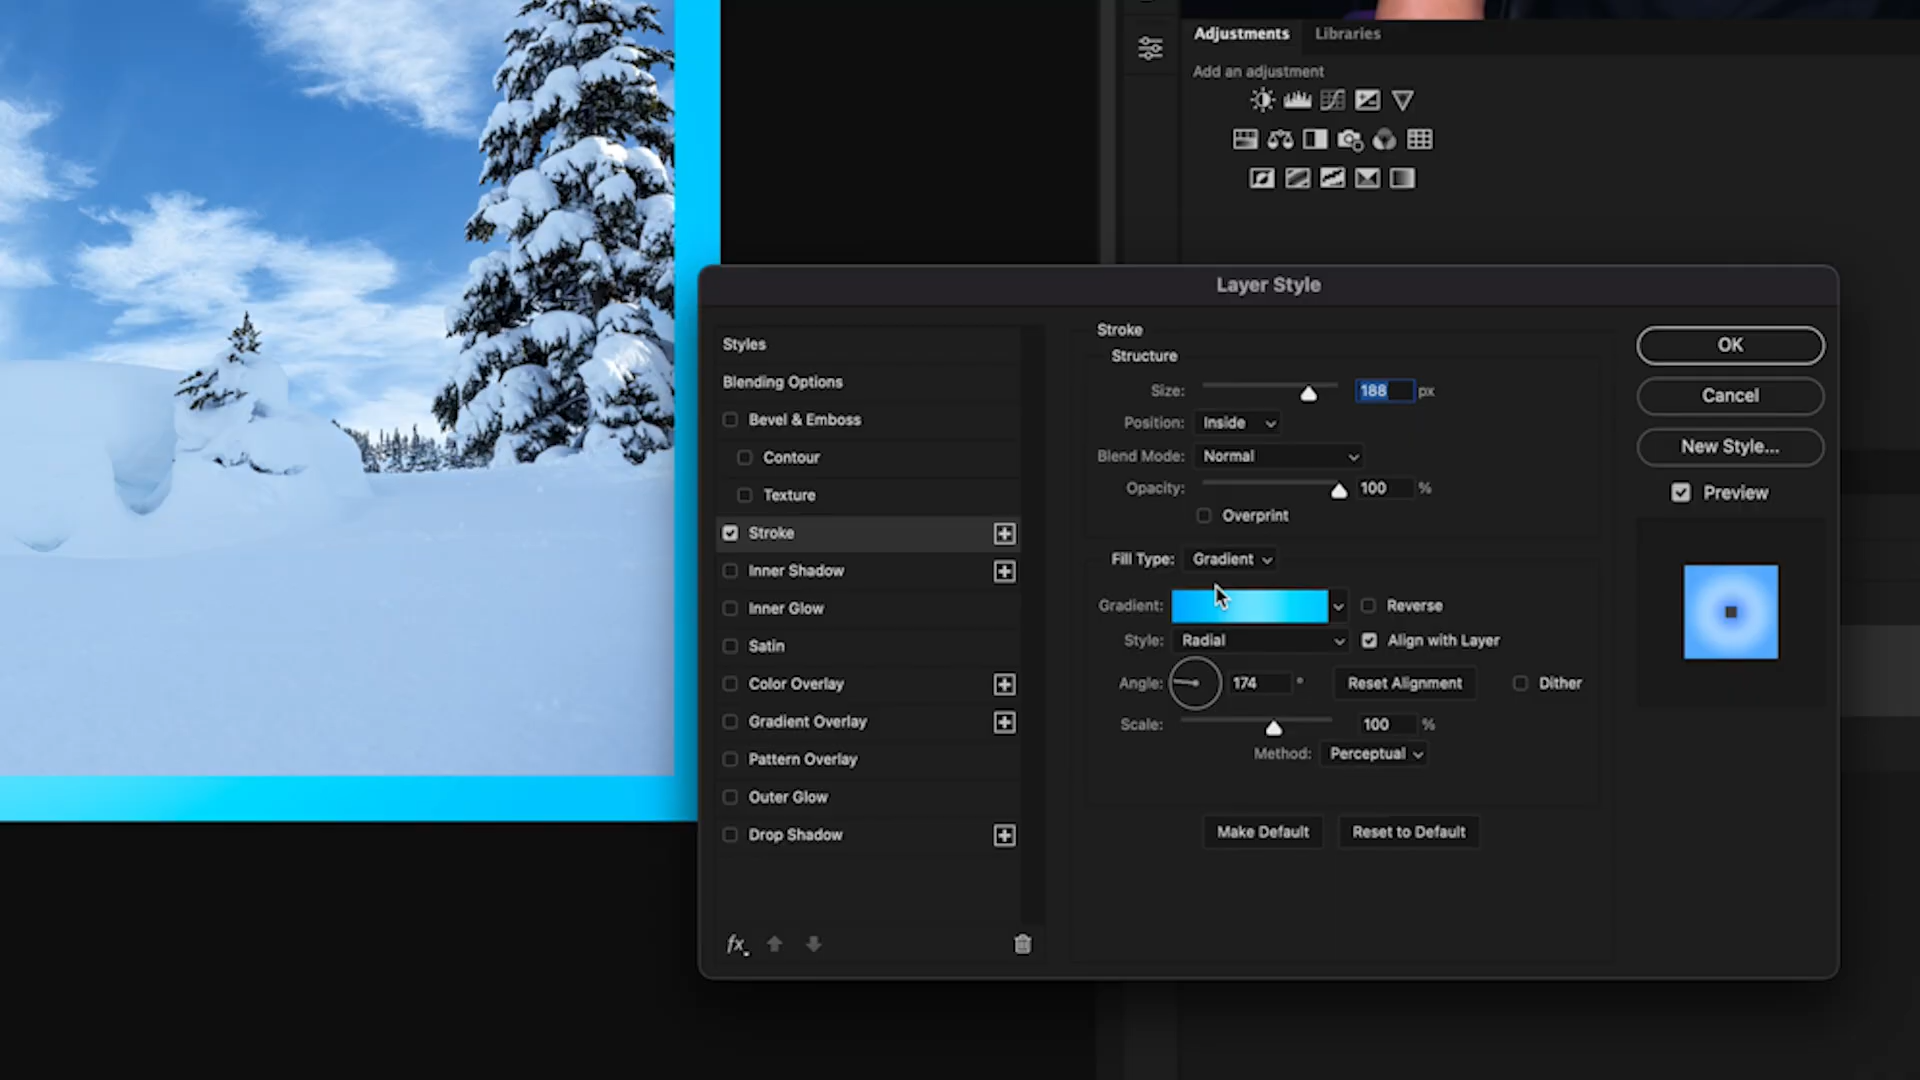 Adjustments Libraries
Add an adjustment
Layer Style
Styles
Blending Options
Bevel & Emboss
Contour
Texture
Stroke
Inner Shadow
Inner Glow
Satin
Color Overlay
Gradient Overlay
Pattern Overlay
Outer Glow
Drop Shadow
fx
Stroke
Structure
Size: 188 px
Position: Inside
Blend Mode: Normal
Opacity: 100 %
Overprint
Fill Type: Gradient
Gradient: Reverse
Style: Radial Align with Layer
Angle: 174 ° Reset Alignment Dither
Scale: 100 %
Method: Perceptual
Make Default Reset to Default
OK
Cancel
New Style...
Preview